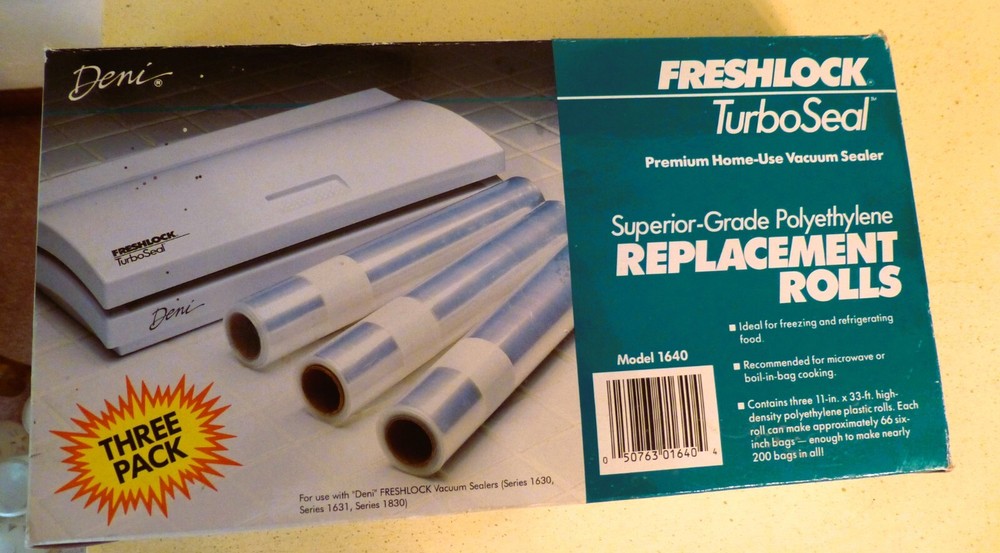 Deni®
FRESHLOCK®
TurboSeal™
Premium Home-Use Vacuum Sealer
Superior-Grade Polyethylene
REPLACEMENT
ROLLS
■ Ideal for freezing and refrigerating
food.
■ Recommended for microwave or
boil-in-bag cooking.
■ Contains three 11-in. x 33-ft. high-
density polyethylene plastic rolls. Each
roll can make approximately 66 six-
inch bags — enough to make nearly
200 bags in all!
Model 1640
0 50763 01640 4
FRESHLOCK
TurboSeal
Deni
THREE
PACK
For use with "Deni" FRESHLOCK Vacuum Sealers (Series 1630,
Series 1631, Series 1830)